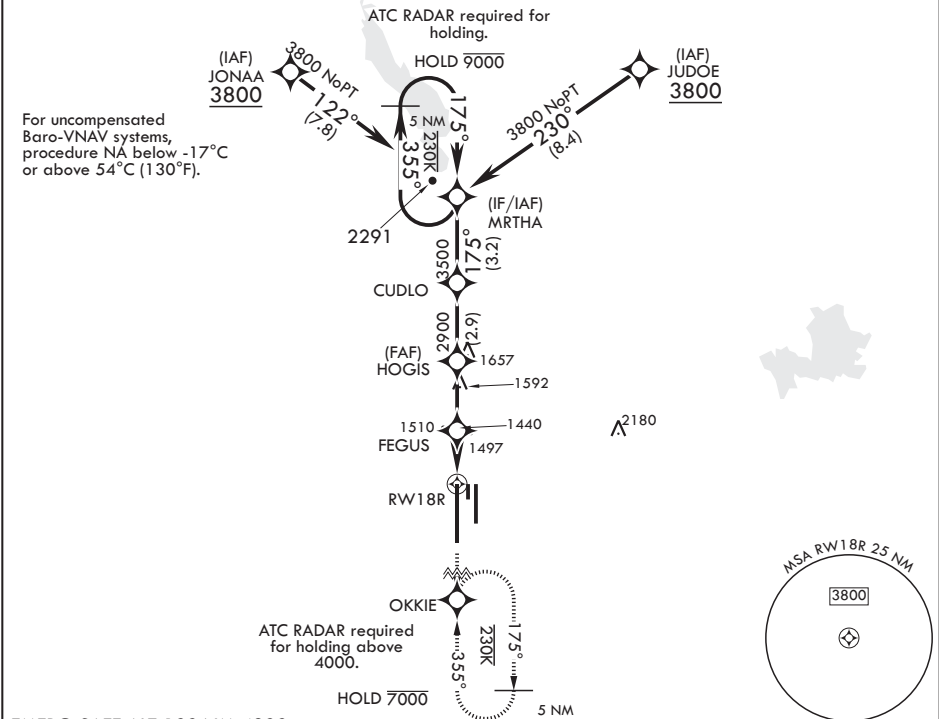 ATC RADAR required for
holding.
HOLD 9000
(IAF)
JONAA
3800
3800 NoPT
122°
(7.8)
(IAF)
JUDOE
3800
3800 NoPT
230°
(8.4)
For uncompensated
Baro-VNAV systems,
procedure NA below -17°C
or above 54°C (130°F).
5 NM
230K
355°
175°
2291
(IF/IAF)
MRTHA
3500
175°
(3.2)
CUDLO
2900
(2.9)
(FAF)
HOGIS
1657
1592
1510
1440
FEGUS
1497
2180
RW18R
MSA RW18R 25 NM
3800
OKKIE
ATC RADAR required
for holding above
4000.
355°
230K
175°
HOLD 7000
5 NM